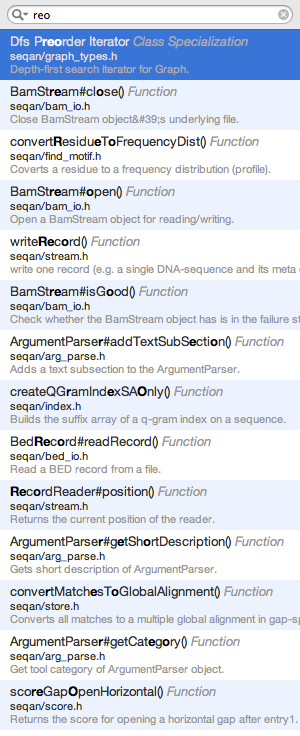 reo
Dfs Preorder Iterator Class Specialization
seqan/graph_types.h
Depth-first search iterator for Graph.
BamStream#close() Function
seqan/bam_io.h
Close BamStream object&#39;s underlying file.
convertResidueToFrequencyDist() Function
seqan/find_motif.h
Coverts a residue to a frequency distribution (profile).
BamStream#open() Function
seqan/bam_io.h
Open a BamStream object for reading/writing.
writeRecord() Function
seqan/stream.h
write one record (e.g. a single DNA-sequence and its meta
BamStream#isGood() Function
seqan/bam_io.h
Check whether the BamStream object has is in the failure st
ArgumentParser#addTextSubSection() Function
seqan/arg_parse.h
Adds a text subsection to the ArgumentParser.
createQGramIndexSAOnly() Function
seqan/index.h
Builds the suffix array of a q-gram index on a sequence.
BedRecord#readRecord() Function
seqan/bed_io.h
Read a BED record from a file.
RecordReader#position() Function
seqan/stream.h
Returns the current position of the reader.
ArgumentParser#getShortDescription() Function
seqan/arg_parse.h
Gets short description of ArgumentParser.
convertMatchesToGlobalAlignment() Function
seqan/store.h
Converts all matches to a multiple global alignment in gap-s
ArgumentParser#getCategory() Function
seqan/arg_parse.h
Get tool category of ArgumentParser object.
scoreGapOpenHorizontal() Function
seqan/score.h
Returns the score for opening a horizontal gap after entry1.